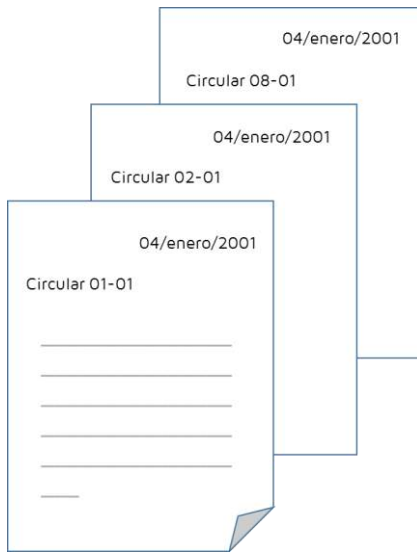 04/enero/2001
Circular 08-01
04/enero/2001
Circular 02-01
04/enero/2001
Circular 01-01